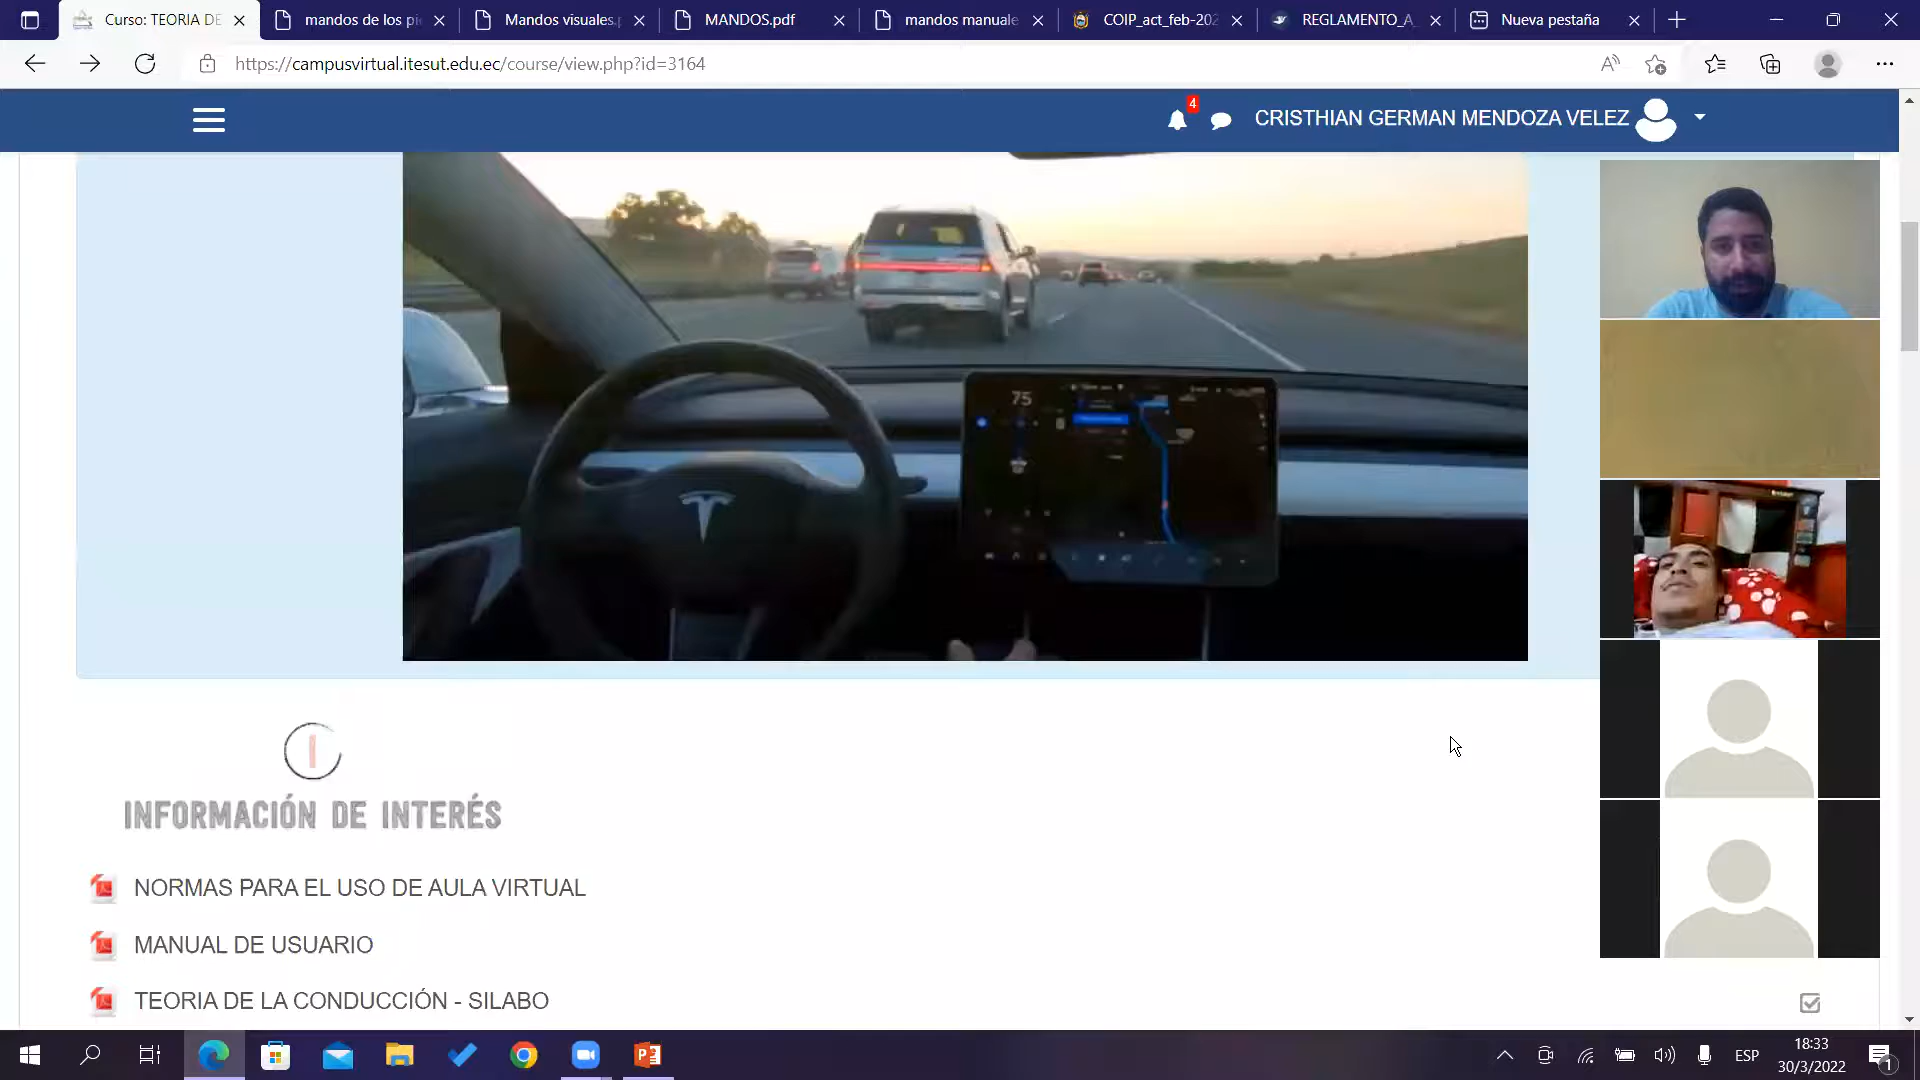 Curso: TEORIA DE
mandos de los pi
Mandos visuales.p
MANDOS.pdf
mandos manuale
COIP_act_feb-202
REGLAMENTO_A
Nueva pestaña
https://campusvirtual.itesut.edu.ec/course/view.php?id=3164
4
CRISTHIAN GERMAN MENDOZA VELEZ
75
INFORMACIÓN DE INTERÉS
NORMAS PARA EL USO DE AULA VIRTUAL
MANUAL DE USUARIO
TEORIA DE LA CONDUCCIÓN - SILABO
ESP
18:33
30/3/2022
1